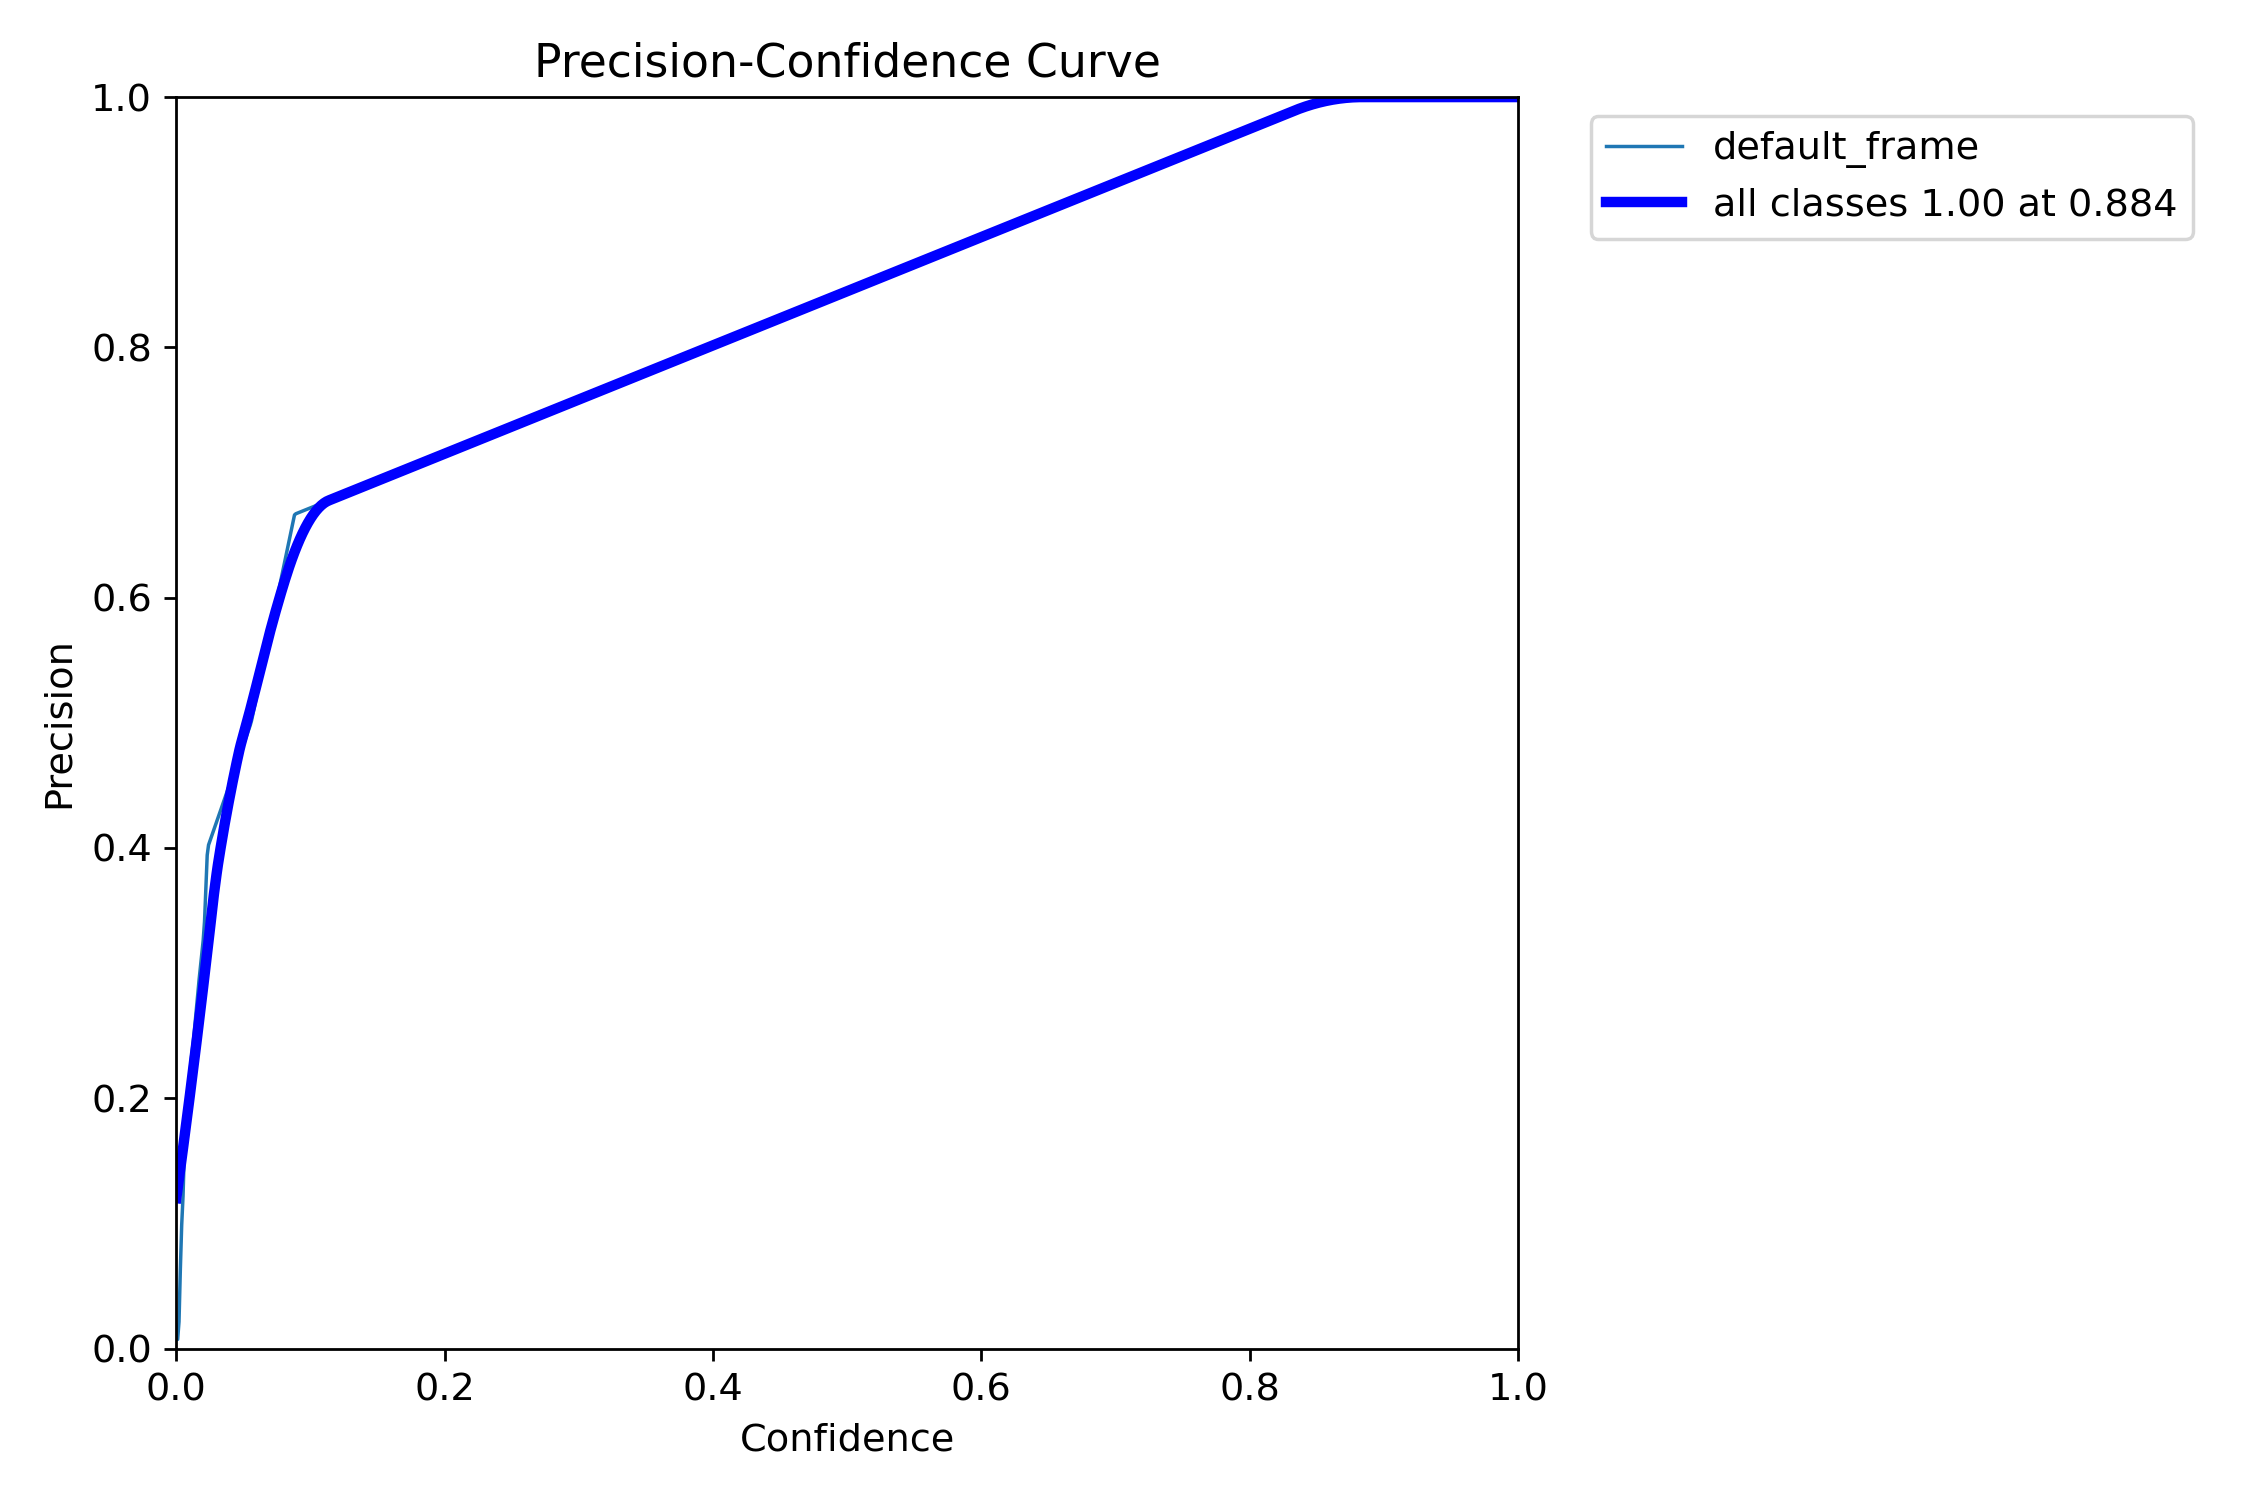 Precision-Confidence Curve
1.0
0.8
0.6
0.4
0.2
0.0
Precision
0.0 0.2 0.4 0.6 0.8 1.0
Confidence
default_frame
all classes 1.00 at 0.884